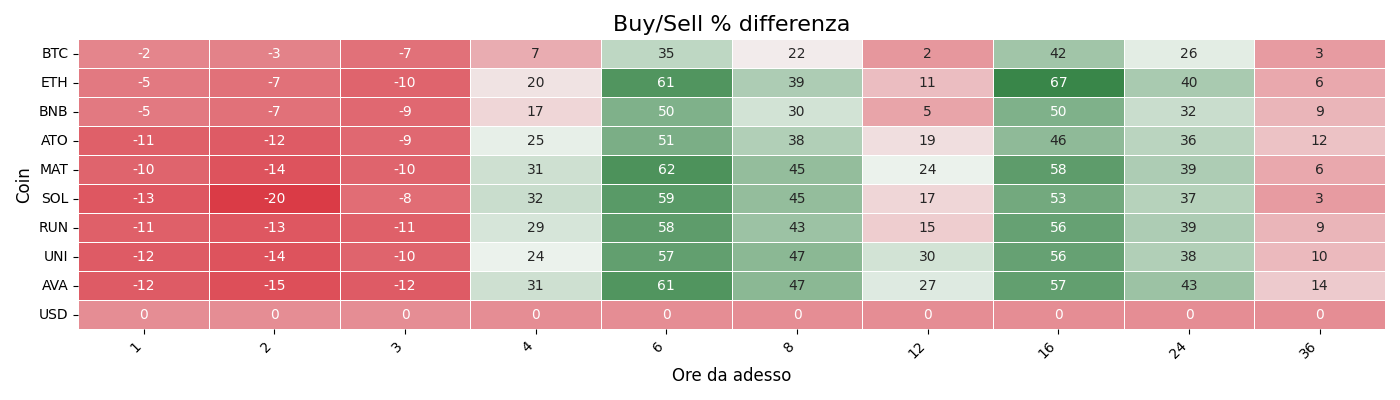 Buy/Sell % differenza
BTC -2 -3 -7 7 35 22 2 42 26 3
ETH -5 -7 -10 20 61 39 11 67 40 6
BNB -5 -7 -9 17 50 30 5 50 32 9
ATO -11 -12 -9 25 51 38 19 46 36 12
MAT -10 -14 -10 31 62 45 24 58 39 6
SOL -13 -20 -8 32 59 45 17 53 37 3
RUN -11 -13 -11 29 58 43 15 56 39 9
UNI -12 -14 -10 24 57 47 30 56 38 10
AVA -12 -15 -12 31 61 47 27 57 43 14
USD 0 0 0 0 0 0 0 0 0 0
Coin
1 2 3 4 6 8 12 16 24 36
Ore da adesso